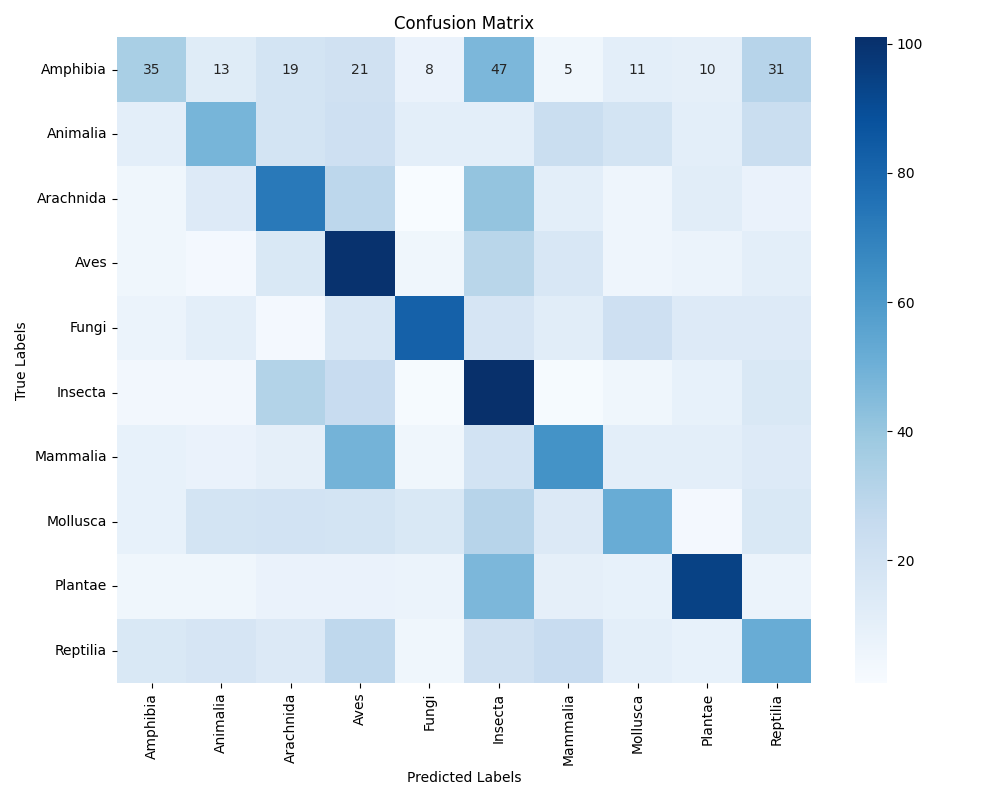 Confusion Matrix
True Labels
Amphibia 35 13 19 21 8 47 5 11 10 31
Animalia
Arachnida
Aves
Fungi
Insecta
Mammalia
Mollusca
Plantae
Reptilia
Amphibia Animalia Arachnida Aves Fungi Insecta Mammalia Mollusca Plantae Reptilia
Predicted Labels
100
80
60
40
20